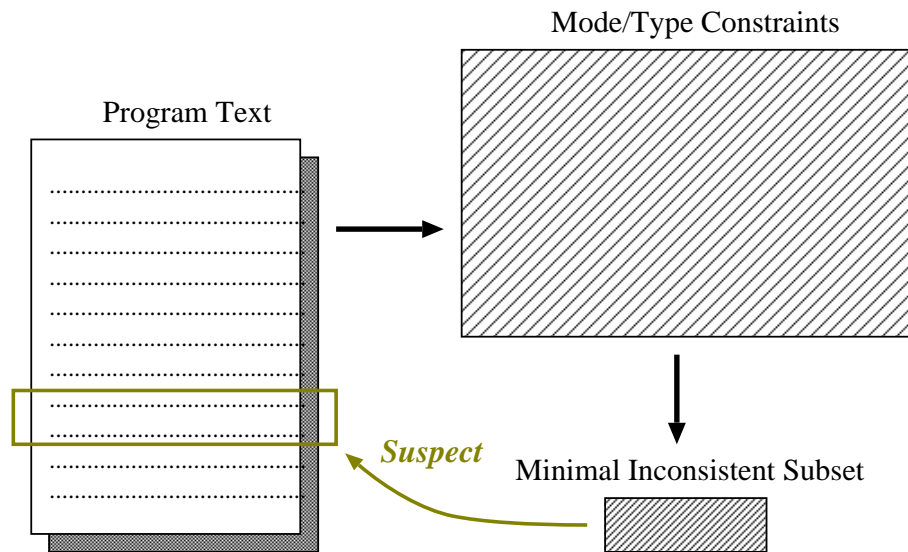 Mode/Type Constraints
Program Text
Suspect
Minimal Inconsistent Subset